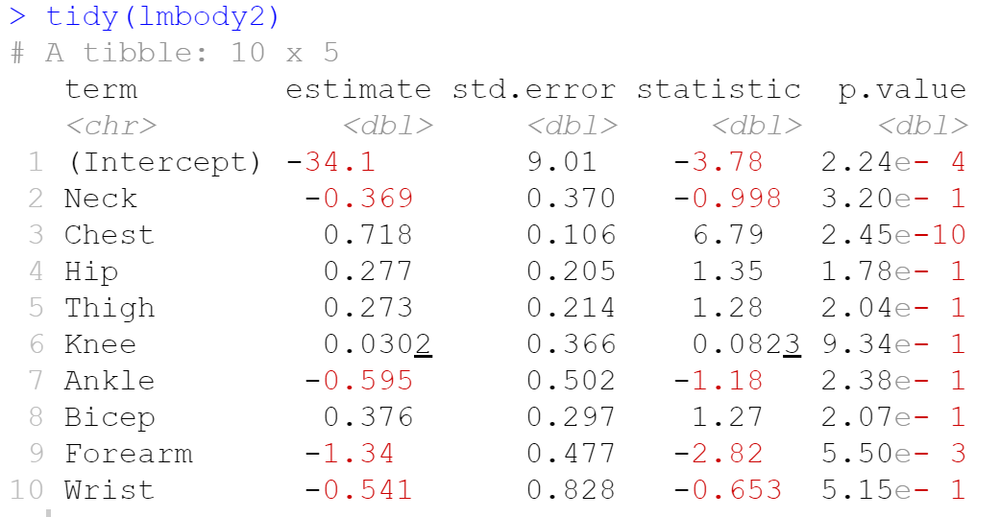 > tidy(lmbody2)
# A tibble: 10 x 5
   term        estimate std.error statistic  p.value
   <chr>          <dbl>     <dbl>     <dbl>    <dbl>
 1 (Intercept) -34.1        9.01    -3.78   2.24e- 4
 2 Neck         -0.369      0.370   -0.998  3.20e- 1
 3 Chest         0.718      0.106    6.79   2.45e-10
 4 Hip           0.277      0.205    1.35   1.78e- 1
 5 Thigh         0.273      0.214    1.28   2.04e- 1
 6 Knee          0.0302     0.366    0.0823 9.34e- 1
 7 Ankle        -0.595      0.502   -1.18   2.38e- 1
 8 Bicep         0.376      0.297    1.27   2.07e- 1
 9 Forearm      -1.34       0.477   -2.82   5.50e- 3
10 Wrist        -0.541      0.828   -0.653  5.15e- 1